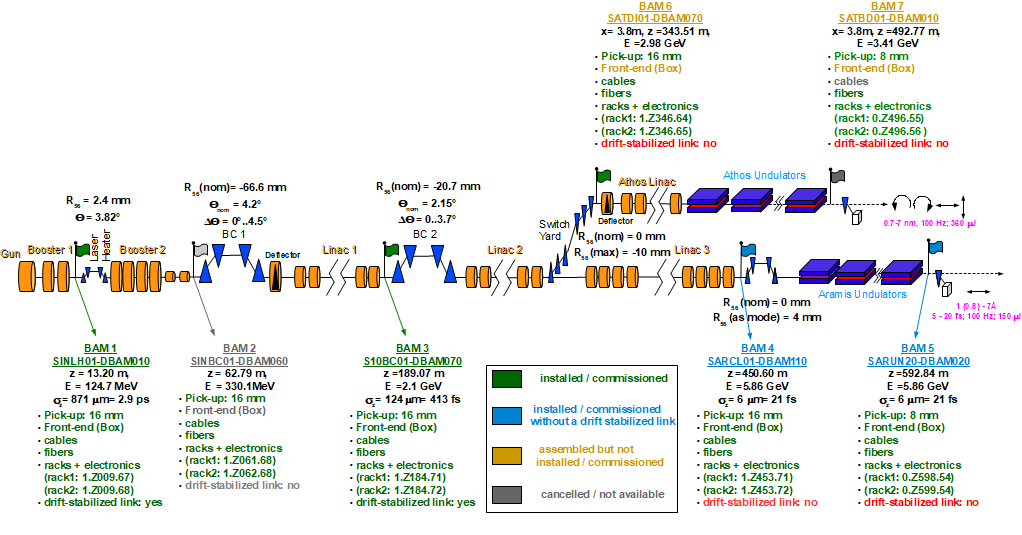 BAM 6
SATDI01-DBAM070
x= 3.8m, z =343.51 m,
E =2.98 GeV
· Pick-up: 16 mm
· Front-end (Box)
· cables
· fibers
· racks + electronics
· (rack1: 1.Z346.64)
· (rack2: 1.Z346.65)
· drift-stabilized link: no
BAM 7
SATBD01-DBAM010
x= 3.8m, z =492.77 m,
E =3.41 GeV
· Pick-up: 8 mm
· Front-end (Box)
· cables
· fibers
· racks + electronics
(rack1: 0.Z496.55)
(rack2: 0.Z496.56 )
· drift-stabilized link: no
R56 = 2.4 mm
Θ = 3.82°
R56(nom)= -66.6 mm
Θnom = 4.2°
ΔΘ = 0°..4.5°
BC 1
R56(nom) = -20.7 mm
Θnom = 2.15°
ΔΘ = 0..3.7°
BC 2
Athos Linac
Athos Undulators
Deflector
0.7-7 nm, 100 Hz; 360 µJ
Switch
Yard
R56(nom) = 0 mm
R56(max) = -10 mm
Gun
Booster 1
Laser
Heater
Booster 2
Deflector
Linac 1
Linac 2
Linac 3
Aramis Undulators
R56(nom) = 0 mm
R56(as mode) = 4 mm
1 (0.8) - 7Å
5 - 20 fs; 100 Hz; 150 µJ
BAM 1
SINLH01-DBAM010
z = 13.20 m,
E = 124.7 MeV
σz= 871 µm= 2.9 ps
· Pick-up: 16 mm
· Front-end (Box)
· cables
· fibers
· racks + electronics
· (rack1: 1.Z009.67)
· (rack2: 1.Z009.68)
· drift-stabilized link: yes
BAM 2
SINBC01-DBAM060
z = 62.79 m,
E = 330.1MeV
· Pick-up: 16 mm
· Front-end (Box)
· cables
· fibers
· racks + electronics
· (rack1: 1.Z061.68)
· (rack2: 1.Z062.68)
· drift-stabilized link: no
BAM 3
S10BC01-DBAM070
z=189.07 m
E =2.1 GeV
σz= 124 µm= 413 fs
· Pick-up: 16 mm
· Front-end (Box)
· cables
· fibers
· racks + electronics
· (rack1: 1.Z184.71)
· (rack2: 1.Z184.72)
· drift-stabilized link: yes
installed / commissioned
installed / commissioned
without a drift stabilized link
assembled but not
installed / commissioned
cancelled / not available
BAM 4
SARCL01-DBAM110
z =450.60 m
E =5.86 GeV
σz= 6 µm= 21 fs
· Pick-up: 16 mm
· Front-end (Box)
· cables
· fibers
· racks + electronics
· (rack1: 1.Z453.71)
· (rack2: 1.Z453.72)
· drift-stabilized link: no
BAM 5
SARUN20-DBAM020
z=592.84 m
E =5.86 GeV
σz= 6 µm= 21 fs
· Pick-up: 8 mm
· Front-end (Box)
· cables
· fibers
· racks + electronics
· (rack1: 0.Z598.54)
· (rack2: 0.Z599.54)
· drift-stabilized link: no